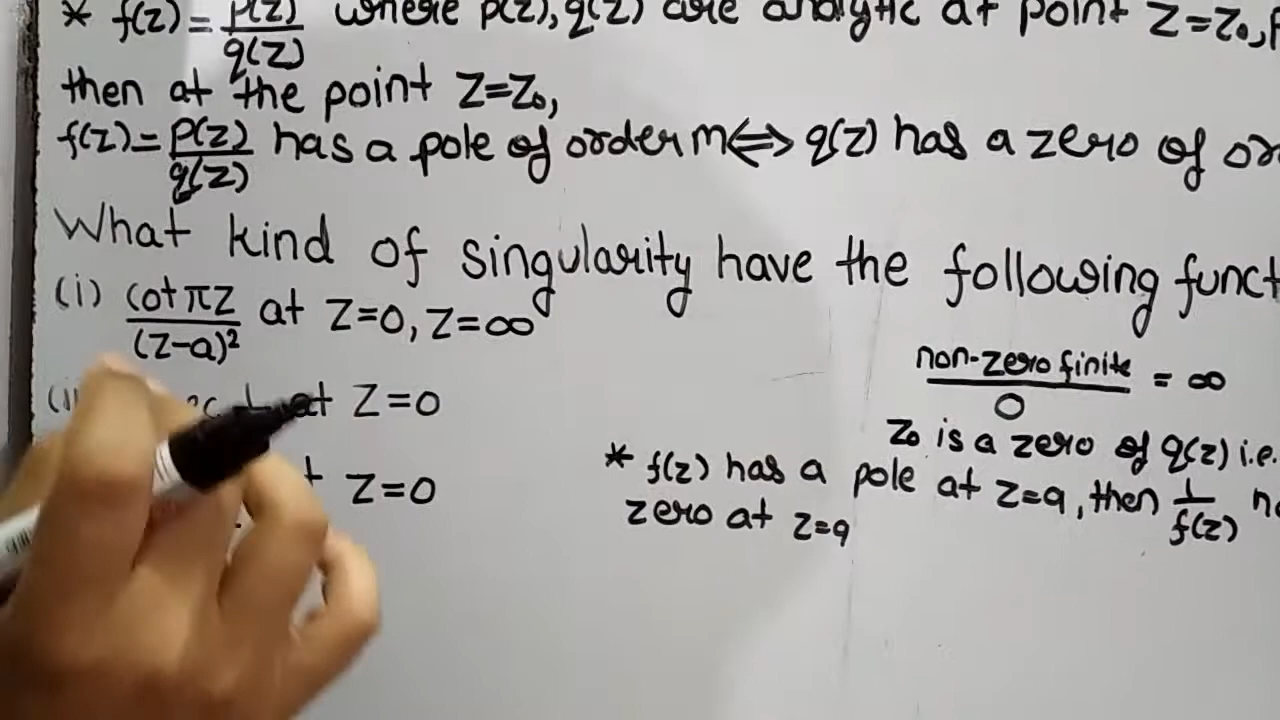 * f(z) = p(z)/q(z) where p(z), q(z) are analytic at point z=z₀,
then at the point z=z₀,
f(z) = p(z)/q(z) has a pole of order m ⇔ q(z) has a zero of or
What kind of singularity have the following funct
(i) cot πz/(z-a)² at z=0, z=∞
at z=0
z=0
non-zero finite/0 = ∞
z₀ is a zero of q(z) i.e.
* f(z) has a pole at z=a, then 1/f(z)
zero at z=a